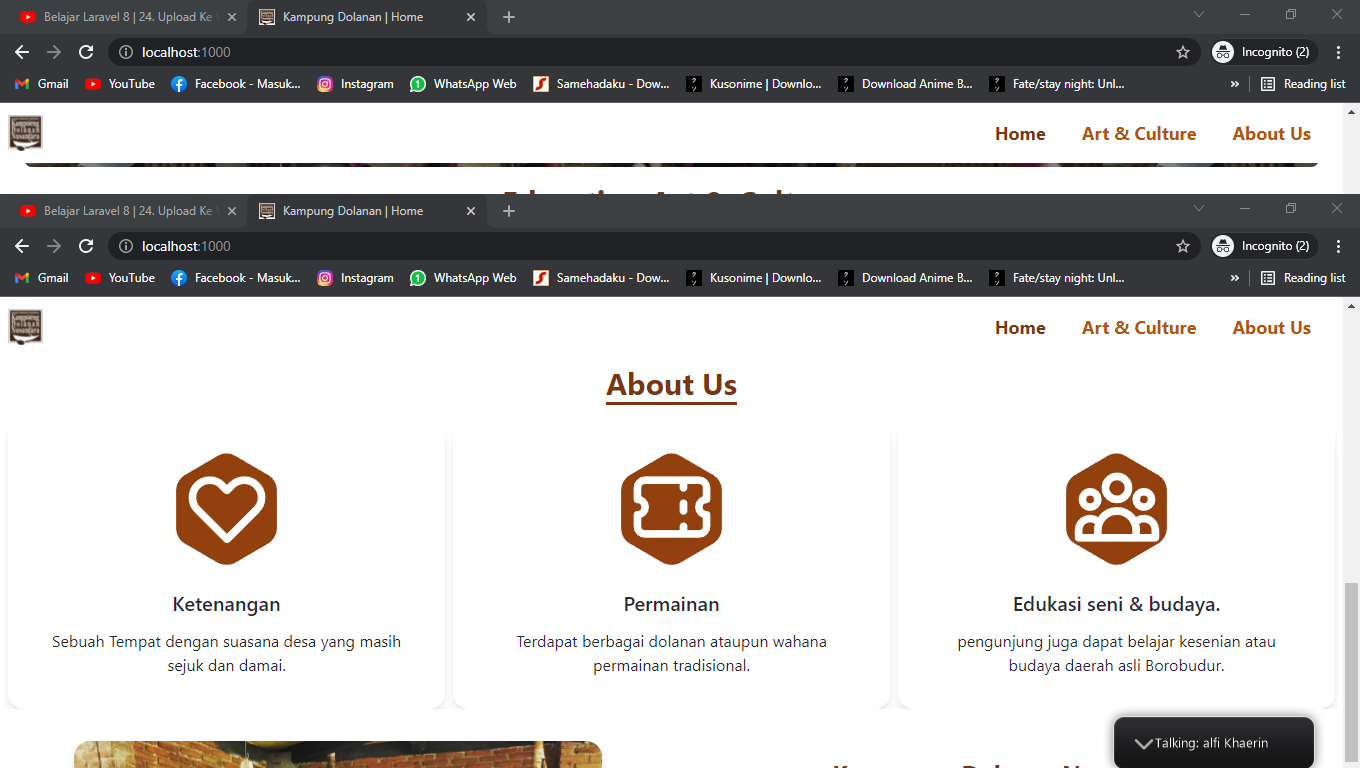 Belajar Laravel 8 | 24. Upload Ke
Kampung Dolanan | Home
localhost:1000
Incognito (2)
Gmail
YouTube
Facebook - Masuk...
Instagram
WhatsApp Web
Samehadaku - Dow...
Kusonime | Downlo...
Download Anime B...
Fate/stay night: Unl...
»
Reading list
Home
Art & Culture
About Us
Belajar Laravel 8 | 24. Upload Ke
Kampung Dolanan | Home
localhost:1000
Incognito (2)
Gmail
YouTube
Facebook - Masuk...
Instagram
WhatsApp Web
Samehadaku - Dow...
Kusonime | Downlo...
Download Anime B...
Fate/stay night: Unl...
»
Reading list
Home
Art & Culture
About Us
About Us
Ketenangan
Sebuah Tempat dengan suasana desa yang masih
sejuk dan damai.
Permainan
Terdapat berbagai dolanan ataupun wahana
permainan tradisional.
Edukasi seni & budaya.
pengunjung juga dapat belajar kesenian atau
budaya daerah asli Borobudur.
Talking: alfi Khaerin